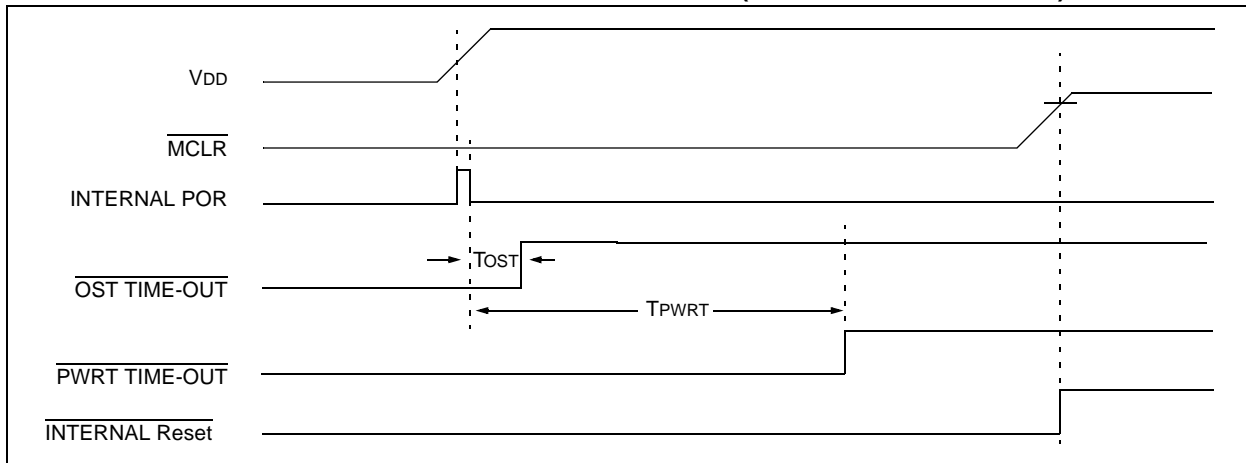 VDD
MCLR
INTERNAL POR
TOST
OST TIME-OUT
TPWRT
PWRT TIME-OUT
INTERNAL Reset